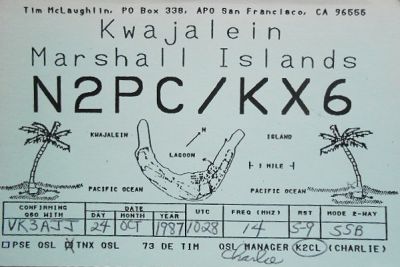 Tim McLaughlin, PO Box 338, APO San Francisco, CA 96555
Kwajalein
Marshall Islands
N2PC/KX6
KWAJALEIN
N
ISLAND
LAGOON
1 MILE
PACIFIC OCEAN
PACIFIC OCEAN
CONFIRMING QSO WITH DAY MONTH YEAR UTC FREQ (MHZ) RST MODE 2-WAY
VK3AJJ 24 OCT 1987 1028 14 5-9 SSB
PSE QSL TNX QSL 73 DE TIM QSL MANAGER K2CL (CHARLIE)
Charlie